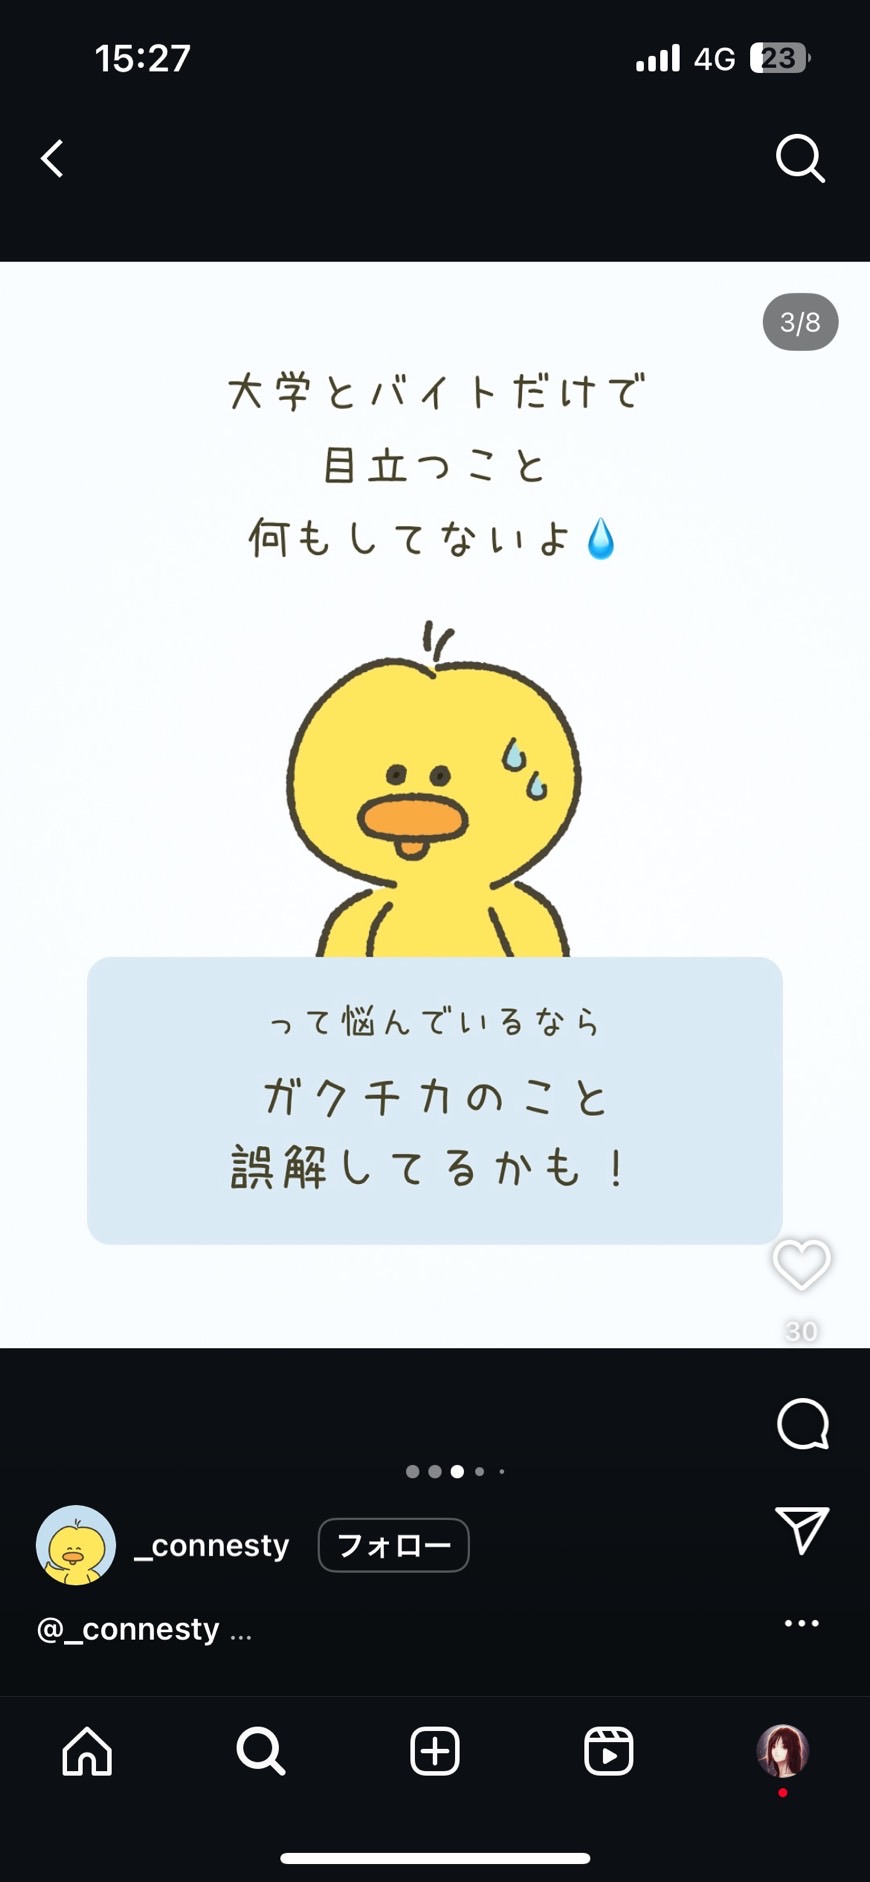 15:27
4G
23
3/8
大学とバイトだけで
目立つこと
何もしてないよ💧
って悩んでいるなら
ガクチカのこと
誤解してるかも！
30
_connesty
フォロー
@_connesty ...